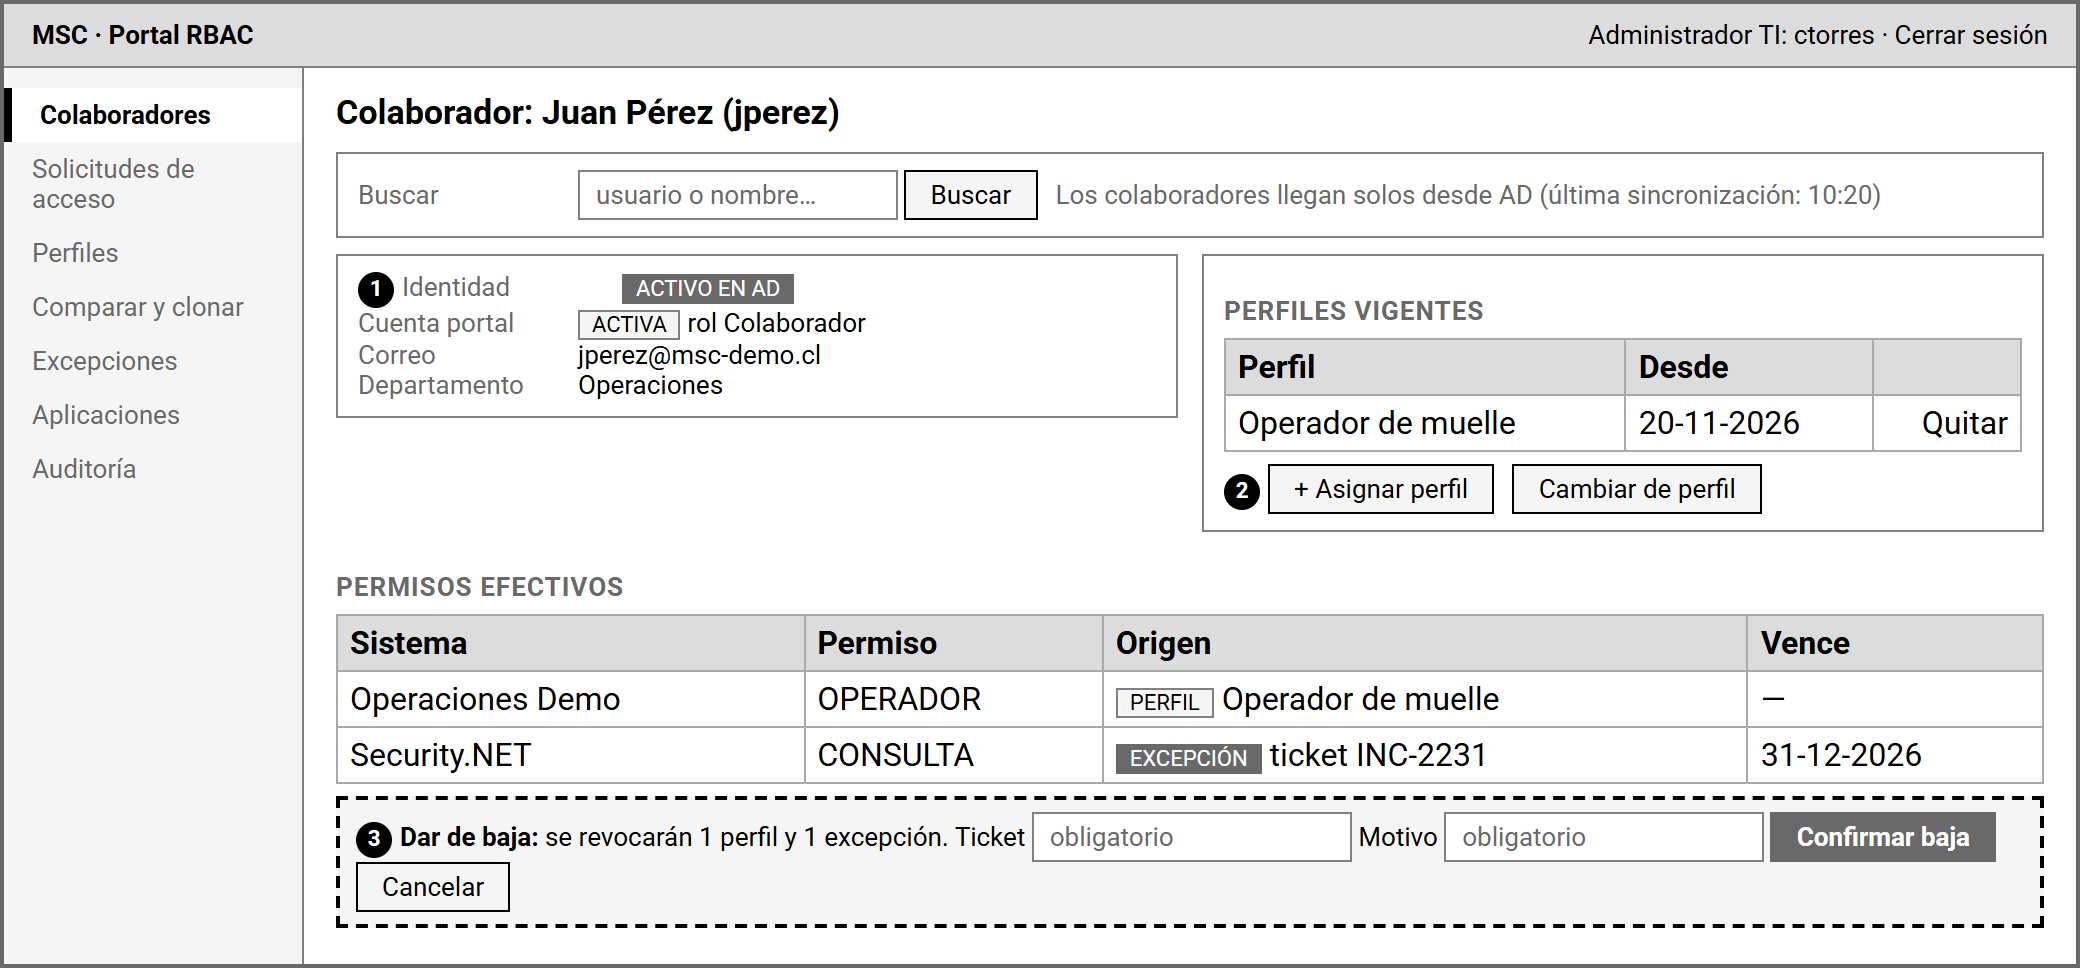 MSC · Portal RBAC
Administrador TI: ctorres · Cerrar sesión
Colaboradores
Solicitudes de
acceso
Perfiles
Comparar y clonar
Excepciones
Aplicaciones
Auditoría
Colaborador: Juan Pérez (jperez)
Buscar usuario o nombre... Buscar Los colaboradores llegan solos desde AD (última sincronización: 10:20)
1 Identidad ACTIVO EN AD
Cuenta portal ACTIVA rol Colaborador
Correo jperez@msc-demo.cl
Departamento Operaciones
PERFILES VIGENTES
Perfil Desde
Operador de muelle 20-11-2026 Quitar
2 + Asignar perfil Cambiar de perfil
PERMISOS EFECTIVOS
Sistema Permiso Origen Vence
Operaciones Demo OPERADOR PERFIL Operador de muelle —
Security.NET CONSULTA EXCEPCIÓN ticket INC-2231 31-12-2026
3 Dar de baja: se revocarán 1 perfil y 1 excepción. Ticket obligatorio Motivo obligatorio Confirmar baja
Cancelar